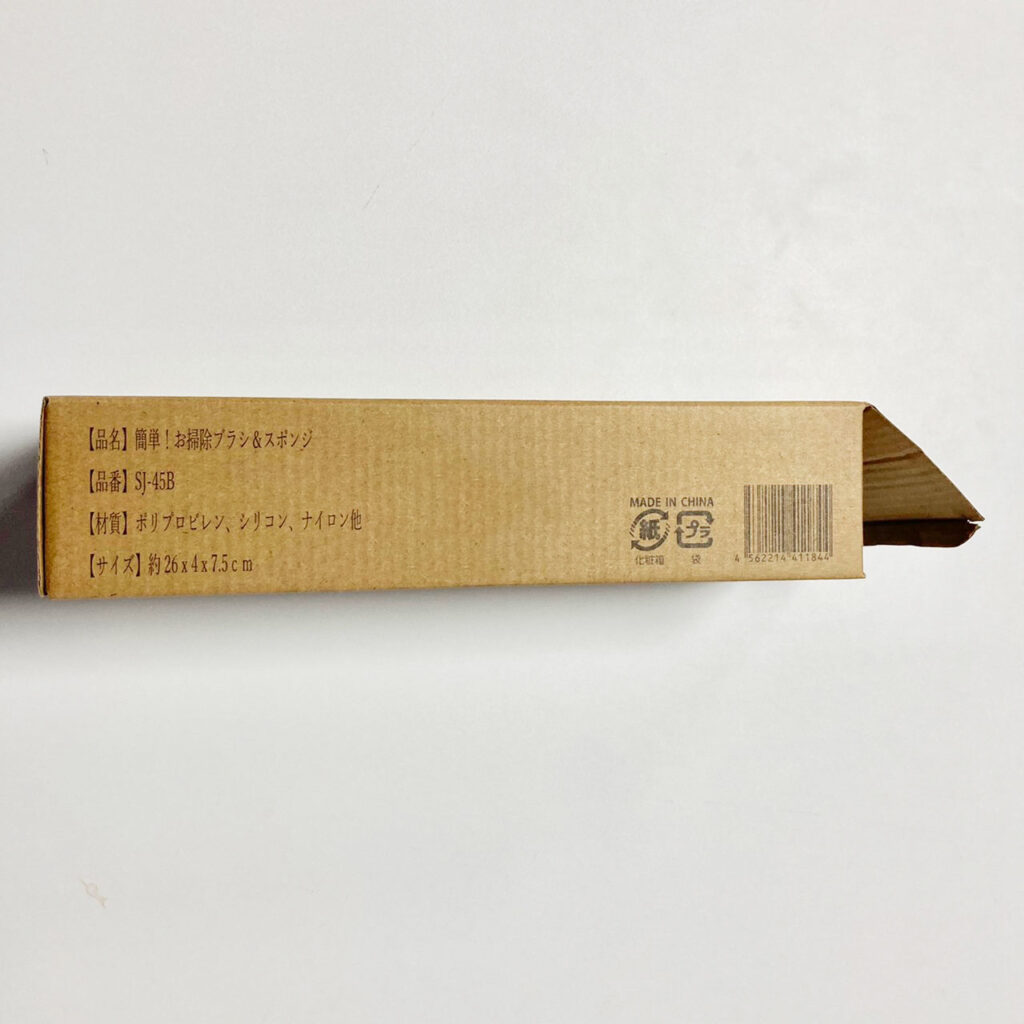 【品名】簡単！お掃除ブラシ＆スポンジ
【品番】SJ-45B
【材質】ポリプロピレン、シリコン、ナイロン他
【サイズ】約26x4x7.5cm
MADE IN CHINA
紙 プラ
化粧箱 袋
4 562214 411844